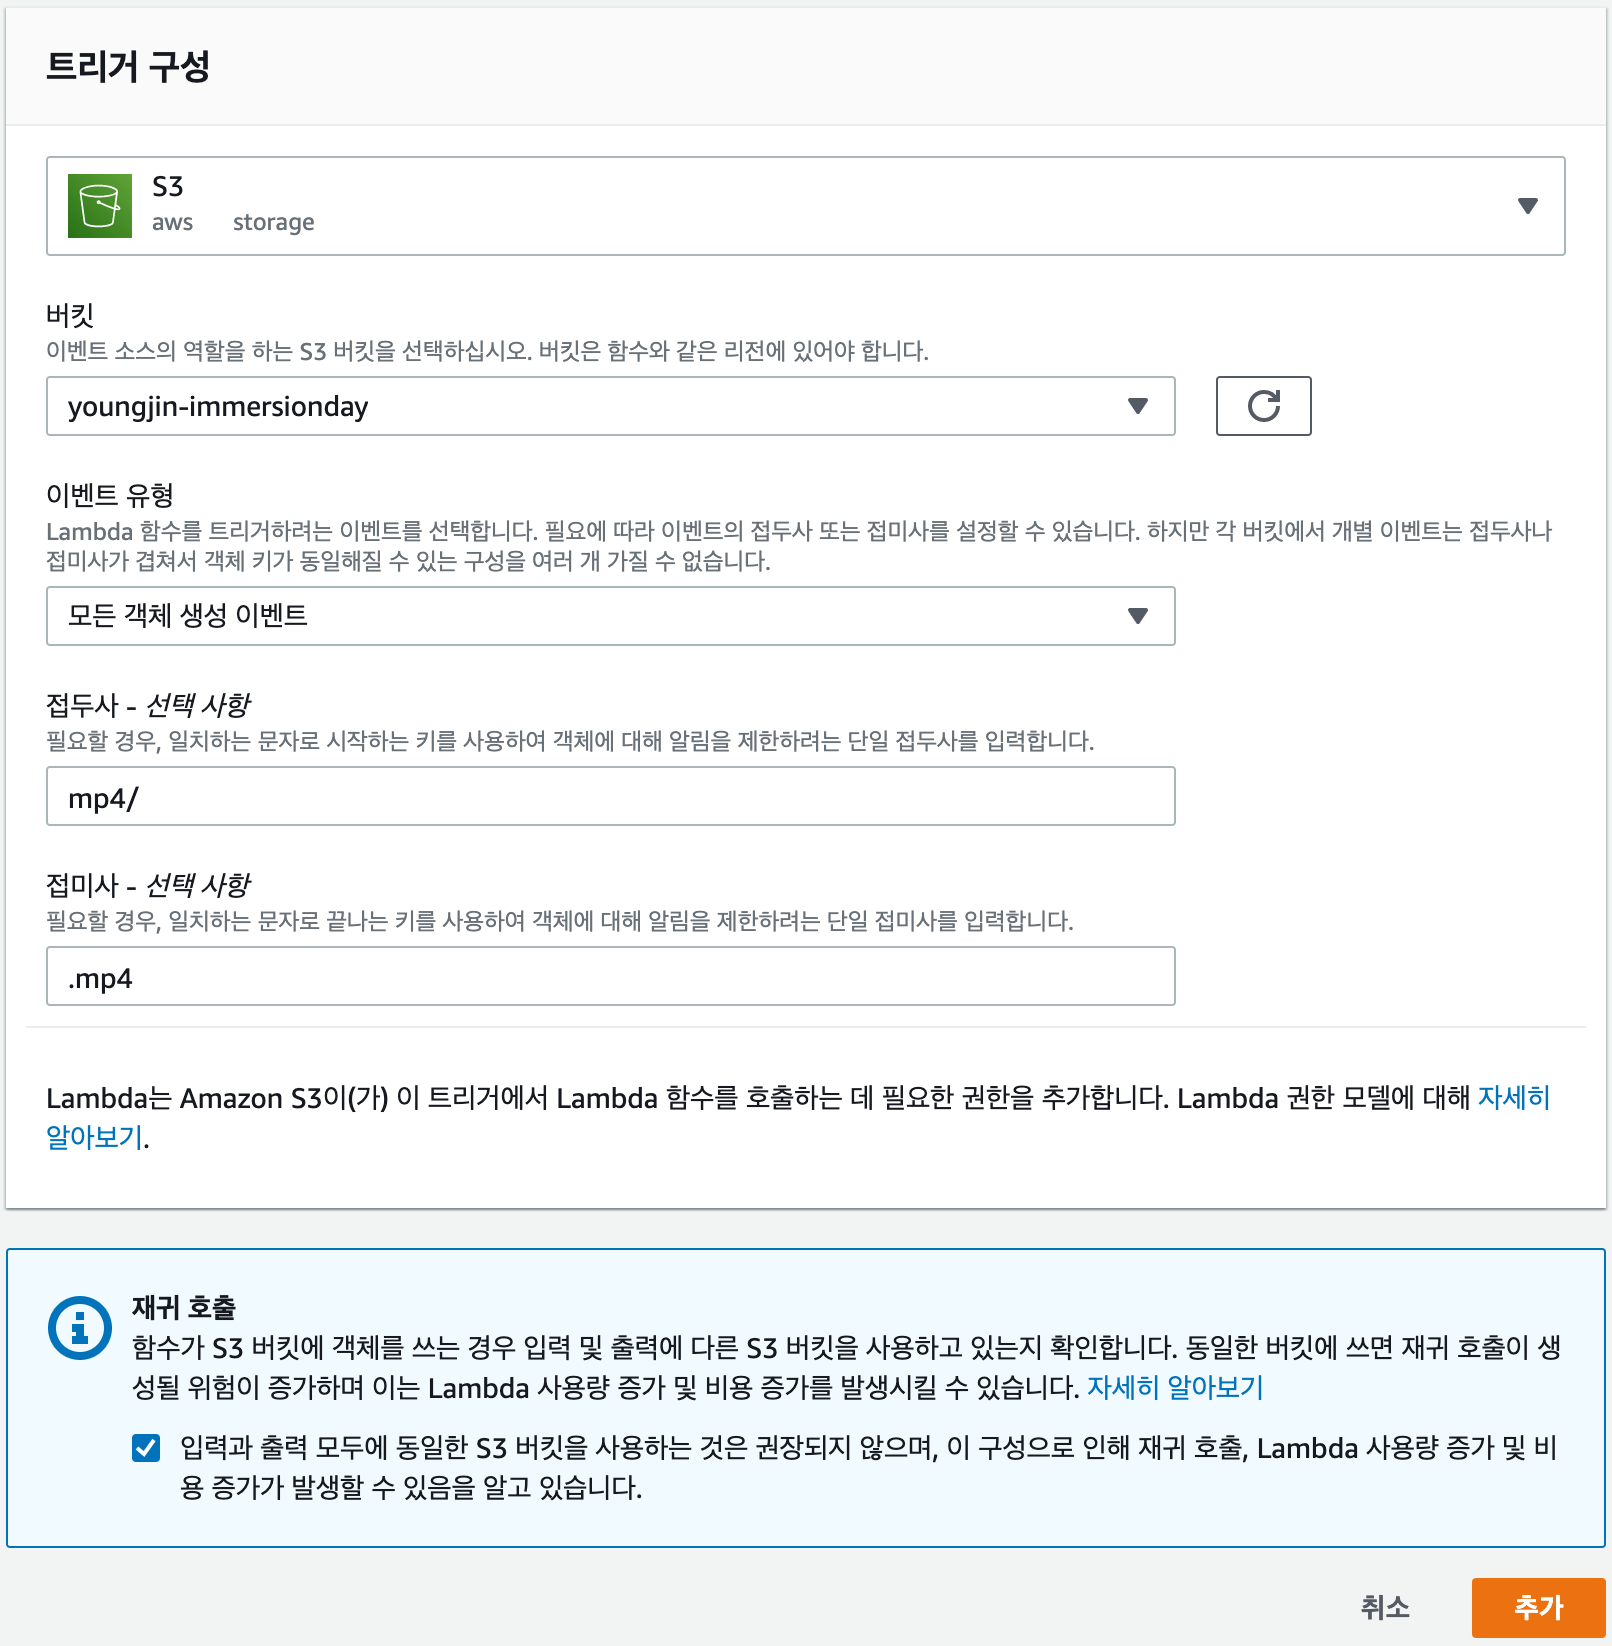 트리거 구성
S3
aws storage
버킷
이벤트 소스의 역할을 하는 S3 버킷을 선택하십시오. 버킷은 함수와 같은 리전에 있어야 합니다.
youngjin-immersionday
이벤트 유형
Lambda 함수를 트리거하려는 이벤트를 선택합니다. 필요에 따라 이벤트의 접두사 또는 접미사를 설정할 수 있습니다. 하지만 각 버킷에서 개별 이벤트는 접두사나
접미사가 겹쳐서 객체 키가 동일해질 수 있는 구성을 여러 개 가질 수 없습니다.
모든 객체 생성 이벤트
접두사 - 선택 사항
필요할 경우, 일치하는 문자로 시작하는 키를 사용하여 객체에 대해 알림을 제한하려는 단일 접두사를 입력합니다.
mp4/
접미사 - 선택 사항
필요할 경우, 일치하는 문자로 끝나는 키를 사용하여 객체에 대해 알림을 제한하려는 단일 접미사를 입력합니다.
.mp4
Lambda는 Amazon S3이(가) 이 트리거에서 Lambda 함수를 호출하는 데 필요한 권한을 추가합니다. Lambda 권한 모델에 대해 자세히
알아보기.
재귀 호출
함수가 S3 버킷에 객체를 쓰는 경우 입력 및 출력에 다른 S3 버킷을 사용하고 있는지 확인합니다. 동일한 버킷에 쓰면 재귀 호출이 생
성될 위험이 증가하며 이는 Lambda 사용량 증가 및 비용 증가를 발생시킬 수 있습니다. 자세히 알아보기
입력과 출력 모두에 동일한 S3 버킷을 사용하는 것은 권장되지 않으며, 이 구성으로 인해 재귀 호출, Lambda 사용량 증가 및 비
용 증가가 발생할 수 있음을 알고 있습니다.
취소 추가